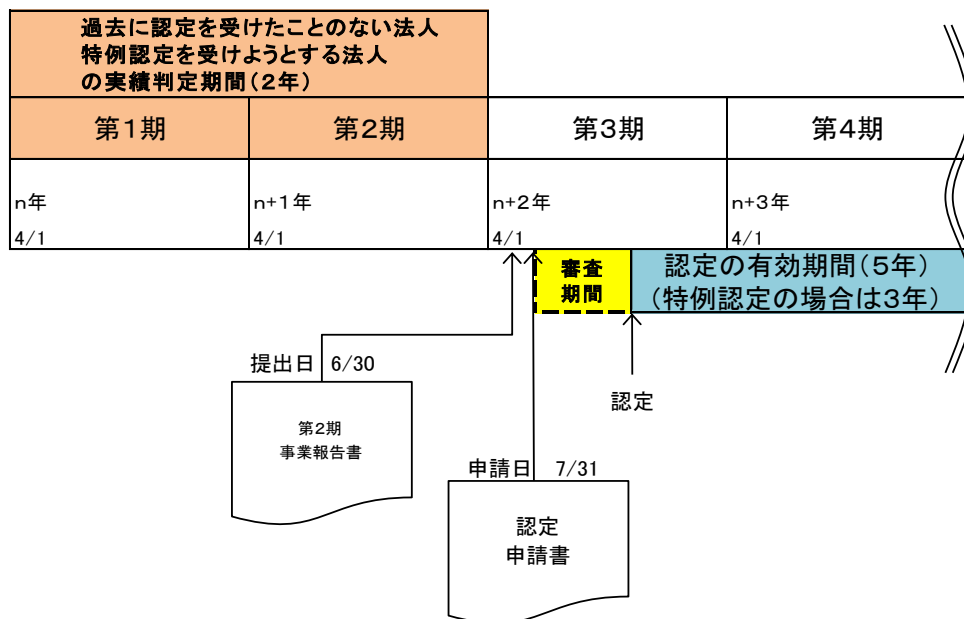 過去に認定を受けたことのない法人
特例認定を受けようとする法人
の実績判定期間(2年)
第1期
第2期
第3期
第4期
n年
n+1年
n+2年
n+3年
4/1
4/1
4/1
4/1
審査
期間
認定の有効期間(5年)
(特例認定の場合は3年)
提出日 6/30
認定
第2期
事業報告書
申請日 7/31
認定
申請書